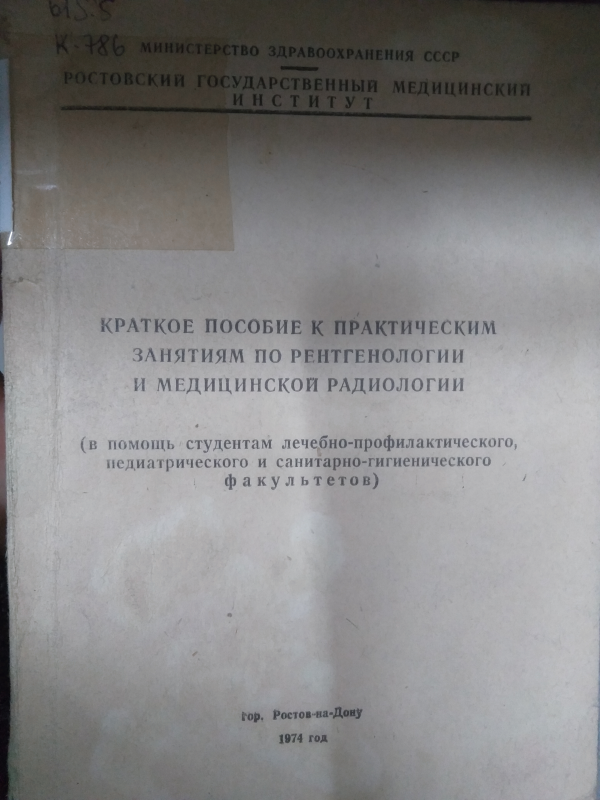 615.5
К-786
МИНИСТЕРСТВО ЗДРАВООХРАНЕНИЯ СССР
РОСТОВСКИЙ ГОСУДАРСТВЕННЫЙ МЕДИЦИНСКИЙ
ИНСТИТУТ
КРАТКОЕ ПОСОБИЕ К ПРАКТИЧЕСКИМ
ЗАНЯТИЯМ ПО РЕНТГЕНОЛОГИИ
И МЕДИЦИНСКОЙ РАДИОЛОГИИ
(в помощь студентам лечебно-профилактического,
педиатрического и санитарно-гигиенического
факультетов)
гор. Ростов-на-Дону
1974 год